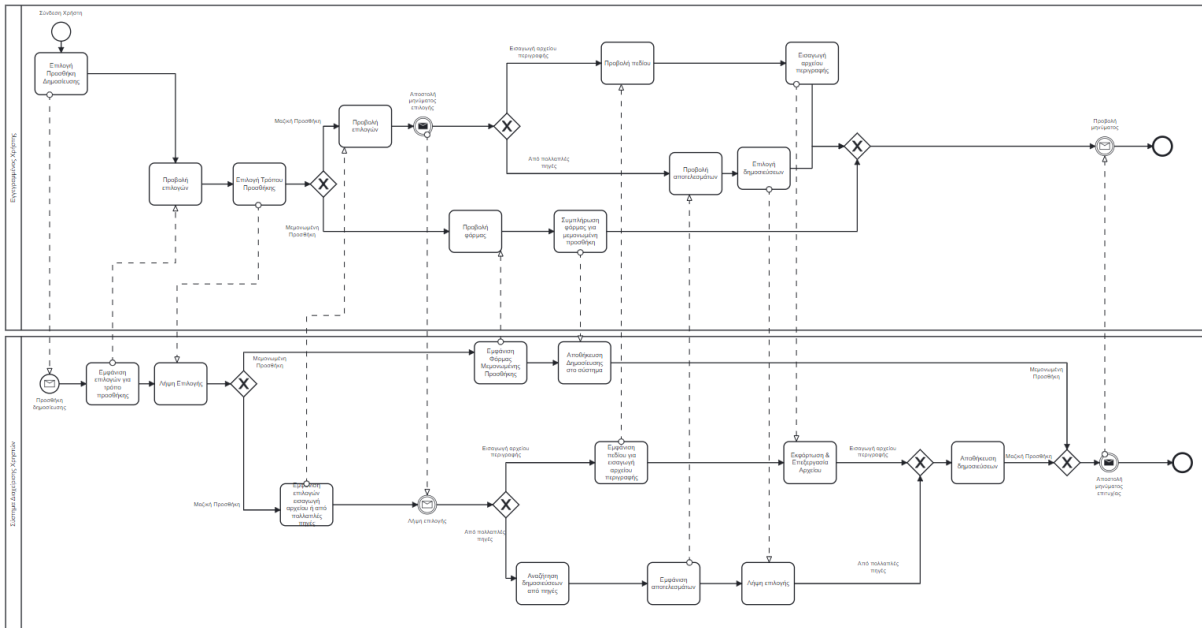 Σύνδεση Χρήστη
Εγγεγραμμένος Χρήστης
Επιλογή
Προσθήκη
Δημοσίευσης
Προβολή
επιλογών
Επιλογή Τρόπου
Προσθήκης
Μαζική Προσθήκη
Μεμονωμένη
Προσθήκη
Προβολή
επιλογών
Αποστολή
μηνύματος
επιλογής
Εισαγωγή αρχείου
περιγραφής
Από πολλαπλές
πηγές
Προβολή πεδίου
Εισαγωγή
αρχείου
περιγραφής
Προβολή
αποτελεσμάτων
Επιλογή
δημοσιεύσεων
Προβολή
φόρμας
Συμπλήρωση
φόρμας για
μεμονωμένη
προσθήκη
Προβολή
μηνύματος
Σύστημα Διαχείρισης Χρηστών
Προσθήκη
δημοσίευσης
Εμφάνιση
επιλογών για
τρόπο
προσθήκης
Λήψη Επιλογής
Μεμονωμένη
Προσθήκη
Μαζική Προσθήκη
Εμφάνιση
Φόρμας
Μεμονωμένης
Προσθήκης
Αποθήκευση
Δημοσίευσης
στο σύστημα
Μεμονωμένη
Προσθήκη
Εμφάνιση
επιλογών
εισαγωγή
αρχείου ή από
πολλαπλές
πηγές
Λήψη επιλογής
Εισαγωγή αρχείου
περιγραφής
Από πολλαπλές
πηγές
Εμφάνιση
πεδίου για
εισαγωγή
αρχείου
περιγραφής
Εκφόρτωση &
Επεξεργασία
Αρχείου
Εισαγωγή αρχείου
περιγραφής
Αποθήκευση
δημοσιεύσεων
Μαζική Προσθήκη
Αποστολή
μηνύματος
επιτυχίας
Αναζήτηση
δημοσιεύσεων
από πηγές
Εμφάνιση
αποτελεσμάτων
Λήψη επιλογής
Από πολλαπλές
πηγές